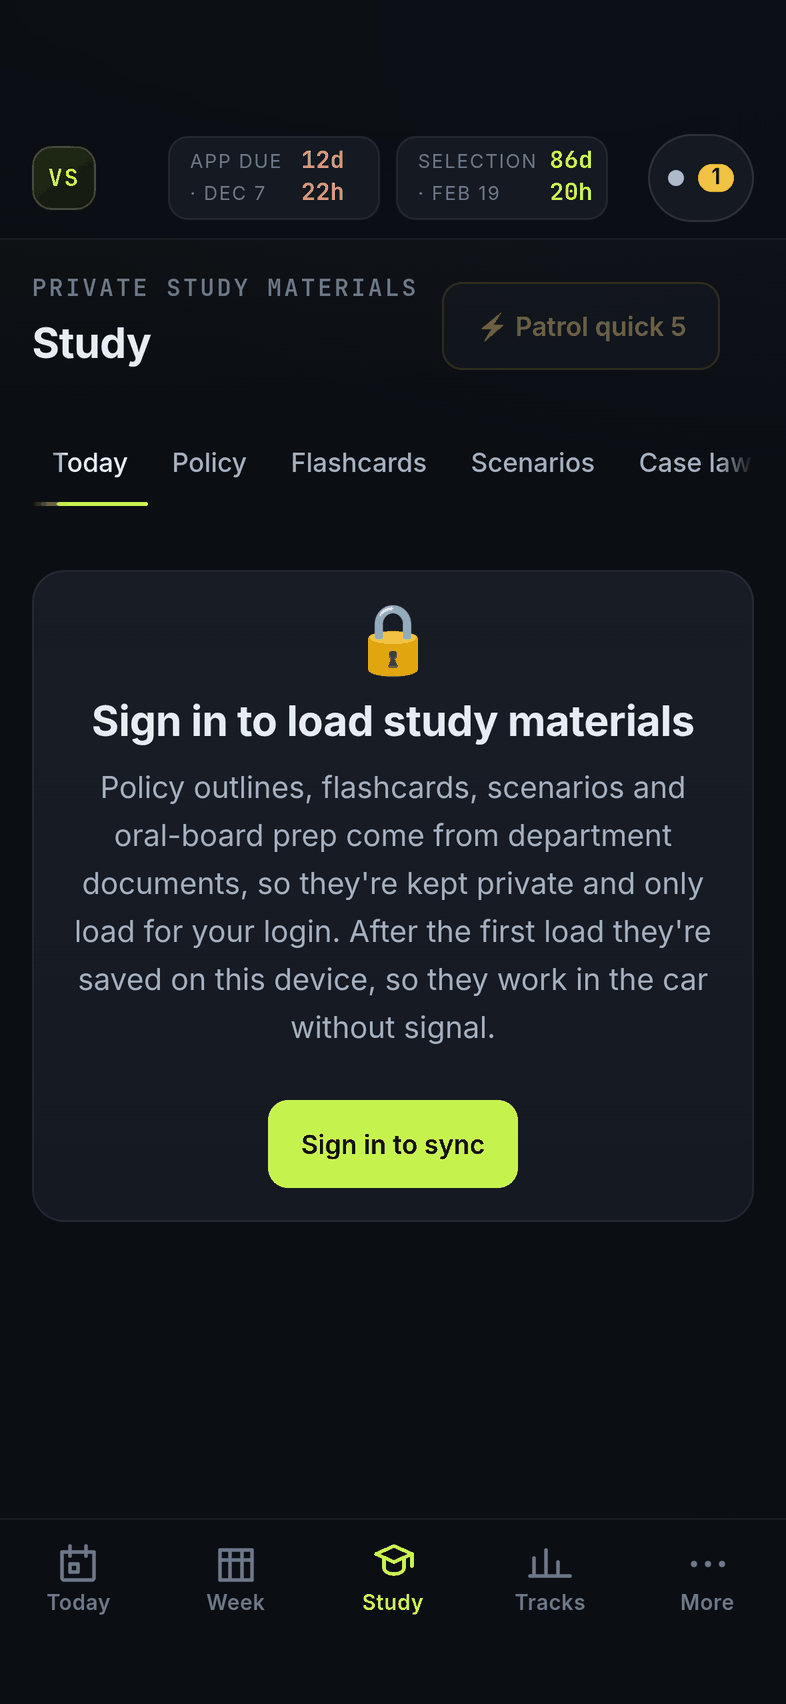 VS
APP DUE 12d
· DEC 7 22h
SELECTION 86d
· FEB 19 20h
1
PRIVATE STUDY MATERIALS
Study
⚡ Patrol quick 5
Today Policy Flashcards Scenarios Case law
Sign in to load study materials
Policy outlines, flashcards, scenarios and
oral-board prep come from department
documents, so they're kept private and only
load for your login. After the first load they're
saved on this device, so they work in the car
without signal.
Sign in to sync
Today Week Study Tracks More